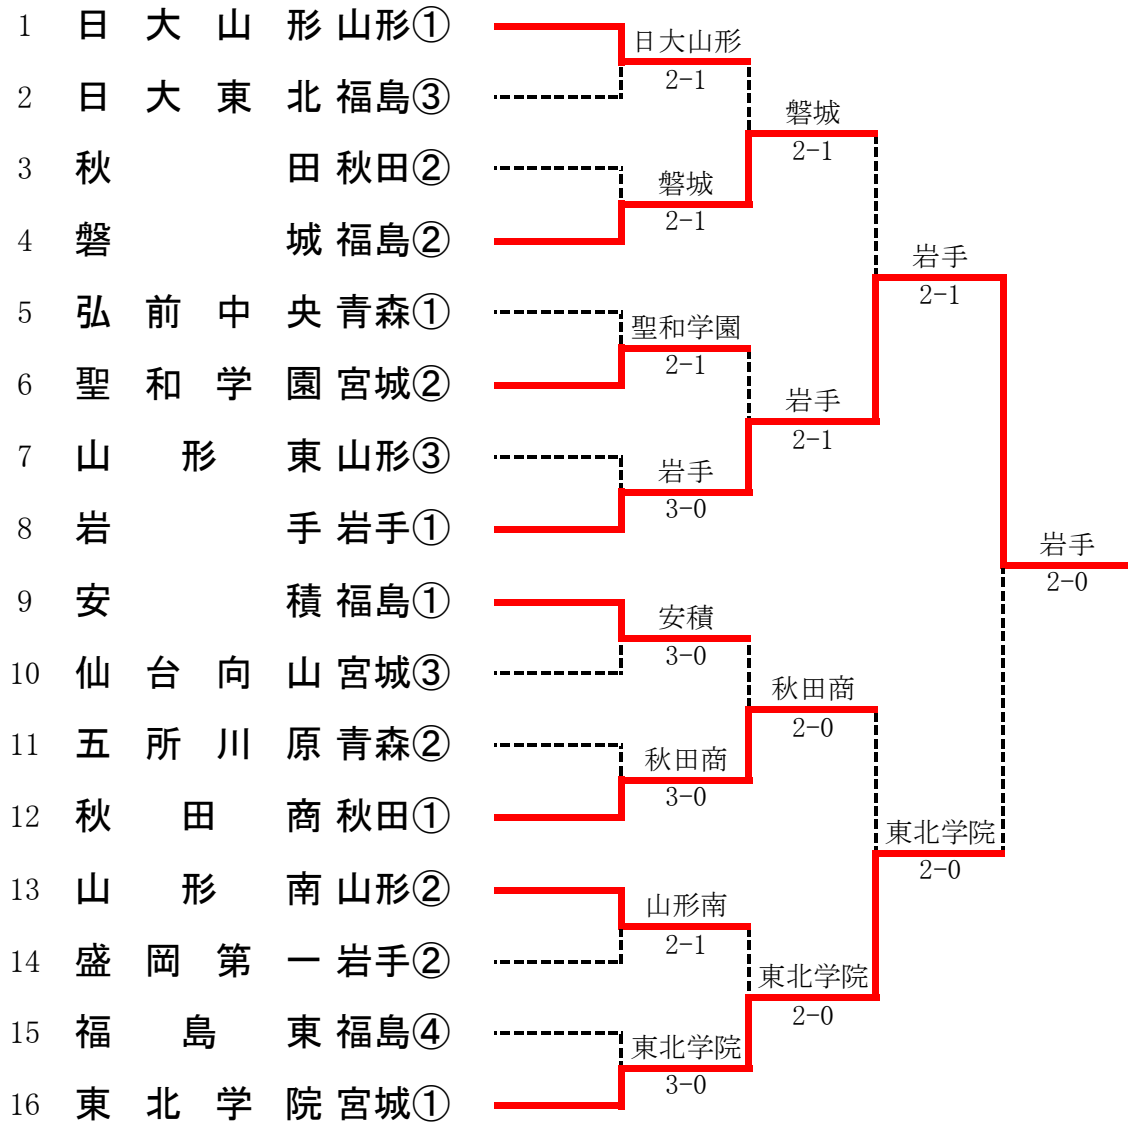 1 日大山形 山形①
日大山形
2-1
2 日大東北 福島③
磐城
2-1
3 秋田 秋田②
磐城
2-1
4 磐城 福島②
岩手
2-1
5 弘前中央 青森①
聖和学園
2-1
6 聖和学園 宮城②
岩手
2-1
7 山形東 山形③
岩手
3-0
8 岩手 岩手①
岩手
2-0
9 安積 福島①
安積
3-0
10 仙台向山 宮城③
秋田商
2-0
11 五所川原 青森②
秋田商
3-0
12 秋田商 秋田①
東北学院
2-0
13 山形南 山形②
山形南
2-1
14 盛岡第一 岩手②
東北学院
2-0
15 福島東 福島④
東北学院
3-0
16 東北学院 宮城①